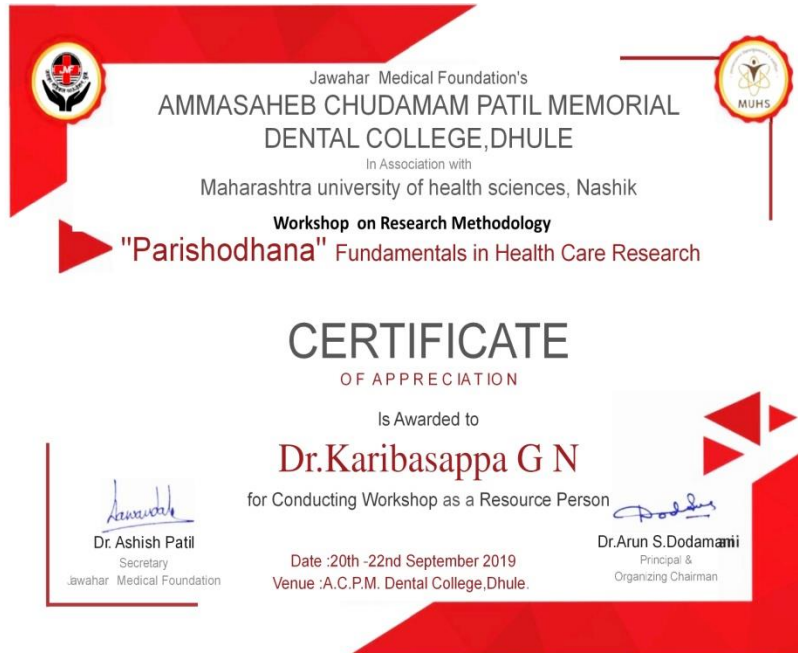 JMF
MUHS
Jawahar Medical Foundation's
AMMASAHEB CHUDAMAM PATIL MEMORIAL
DENTAL COLLEGE,DHULE
In Association with
Maharashtra university of health sciences, Nashik
Workshop on Research Methodology
"Parishodhana" Fundamentals in Health Care Research
CERTIFICATE
OF APPRECIATION
Is Awarded to
Dr.Karibasappa G N
for Conducting Workshop as a Resource Person
Dr. Ashish Patil
Secretary
Jawahar Medical Foundation
Date :20th -22nd September 2019
Venue :A.C.P.M. Dental College,Dhule.
Dr.Arun S.Dodamani
Principal &
Organizing Chairman